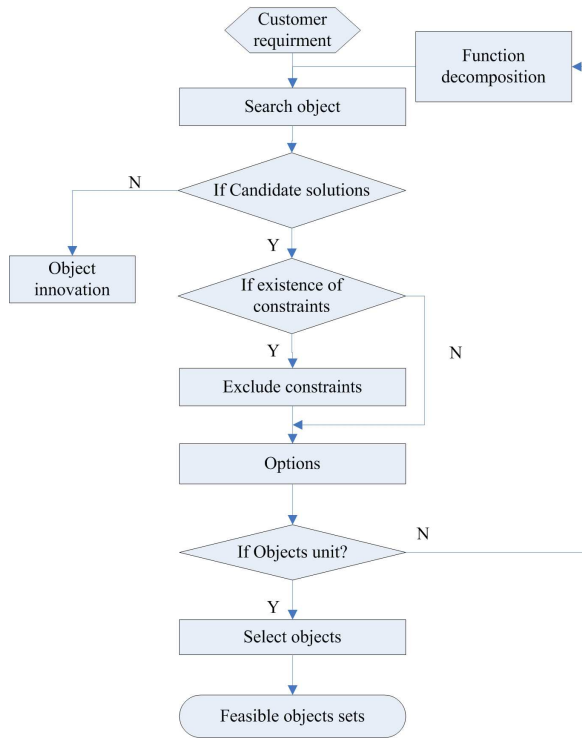 Customer
requirment
Function
decomposition
Search object
N
If Candidate solutions
Y
Object
innovation
If existence of
constraints
N
Y
Exclude constraints
Options
N
If Objects unit?
Y
Select objects
Feasible objects sets